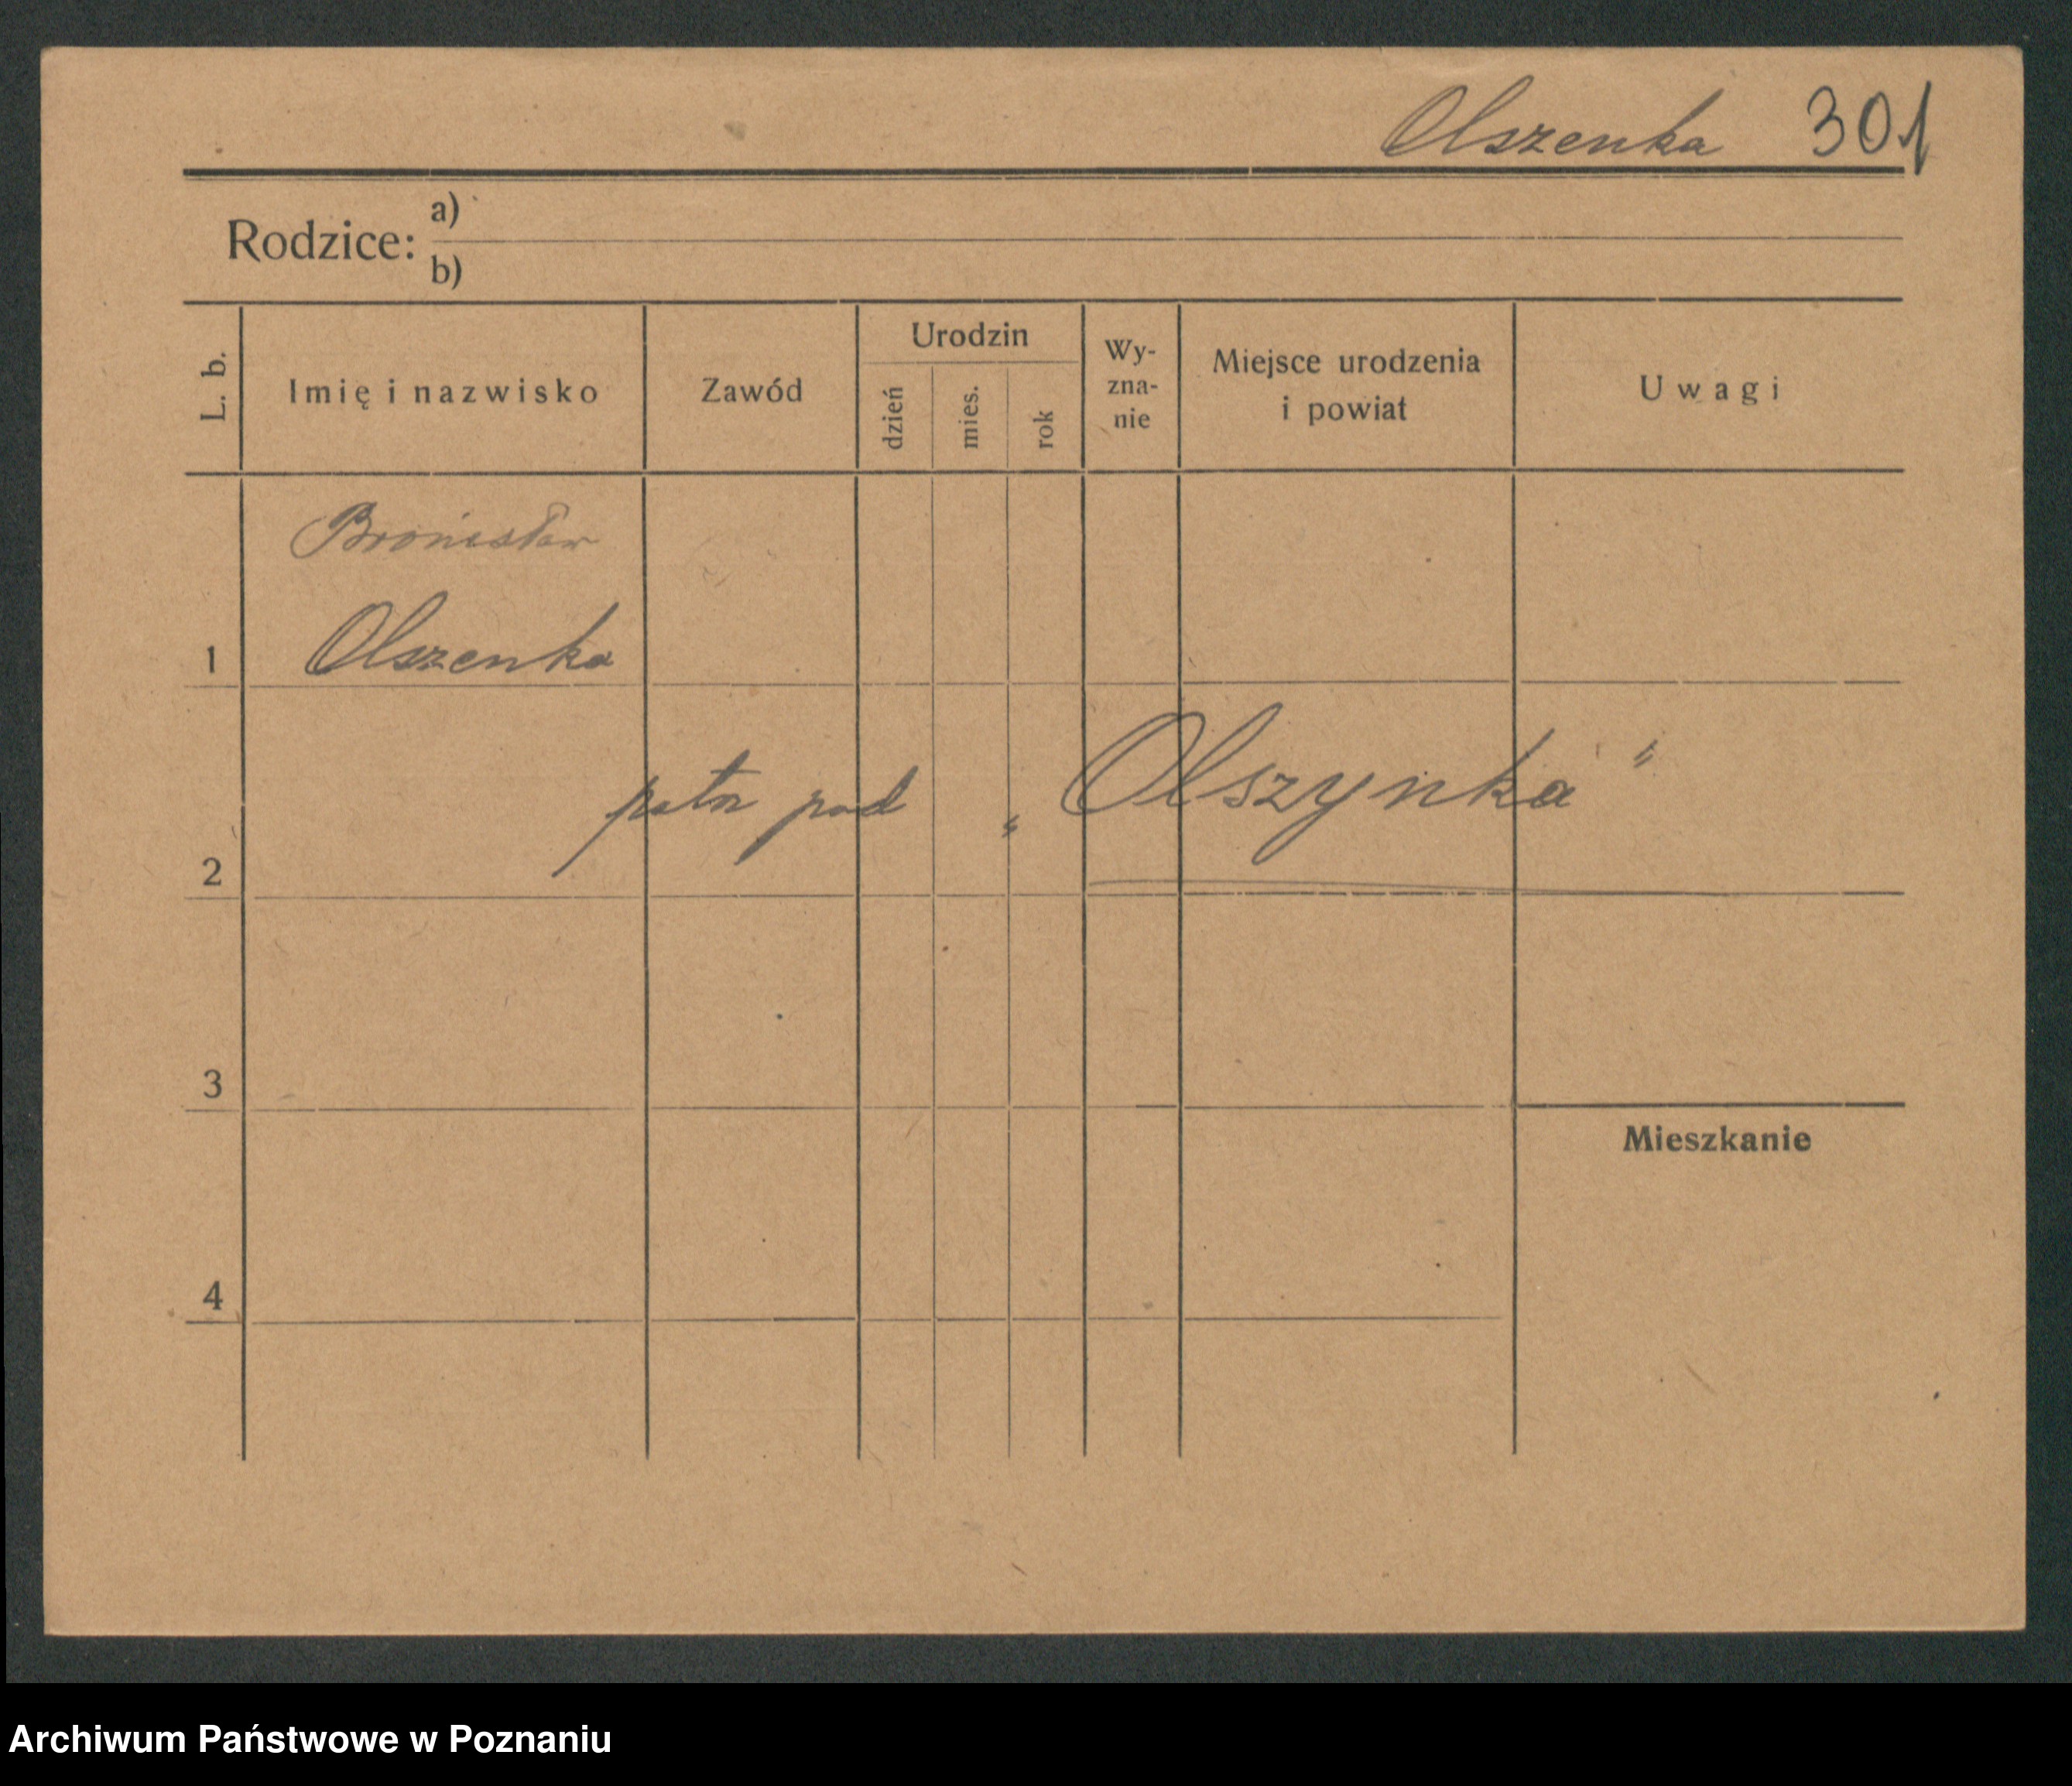 Olszenka 301
Rodzice: a)
b)
L. b.
Imię i nazwisko
Zawód
Urodzin
dzień
mies.
rok
Wy-
zna-
nie
Miejsce urodzenia
i powiat
Uwagi
Bronisław
1 Olszenka
patrz pod „Olszynka"
2
3
Mieszkanie
4
Archiwum Państwowe w Poznaniu